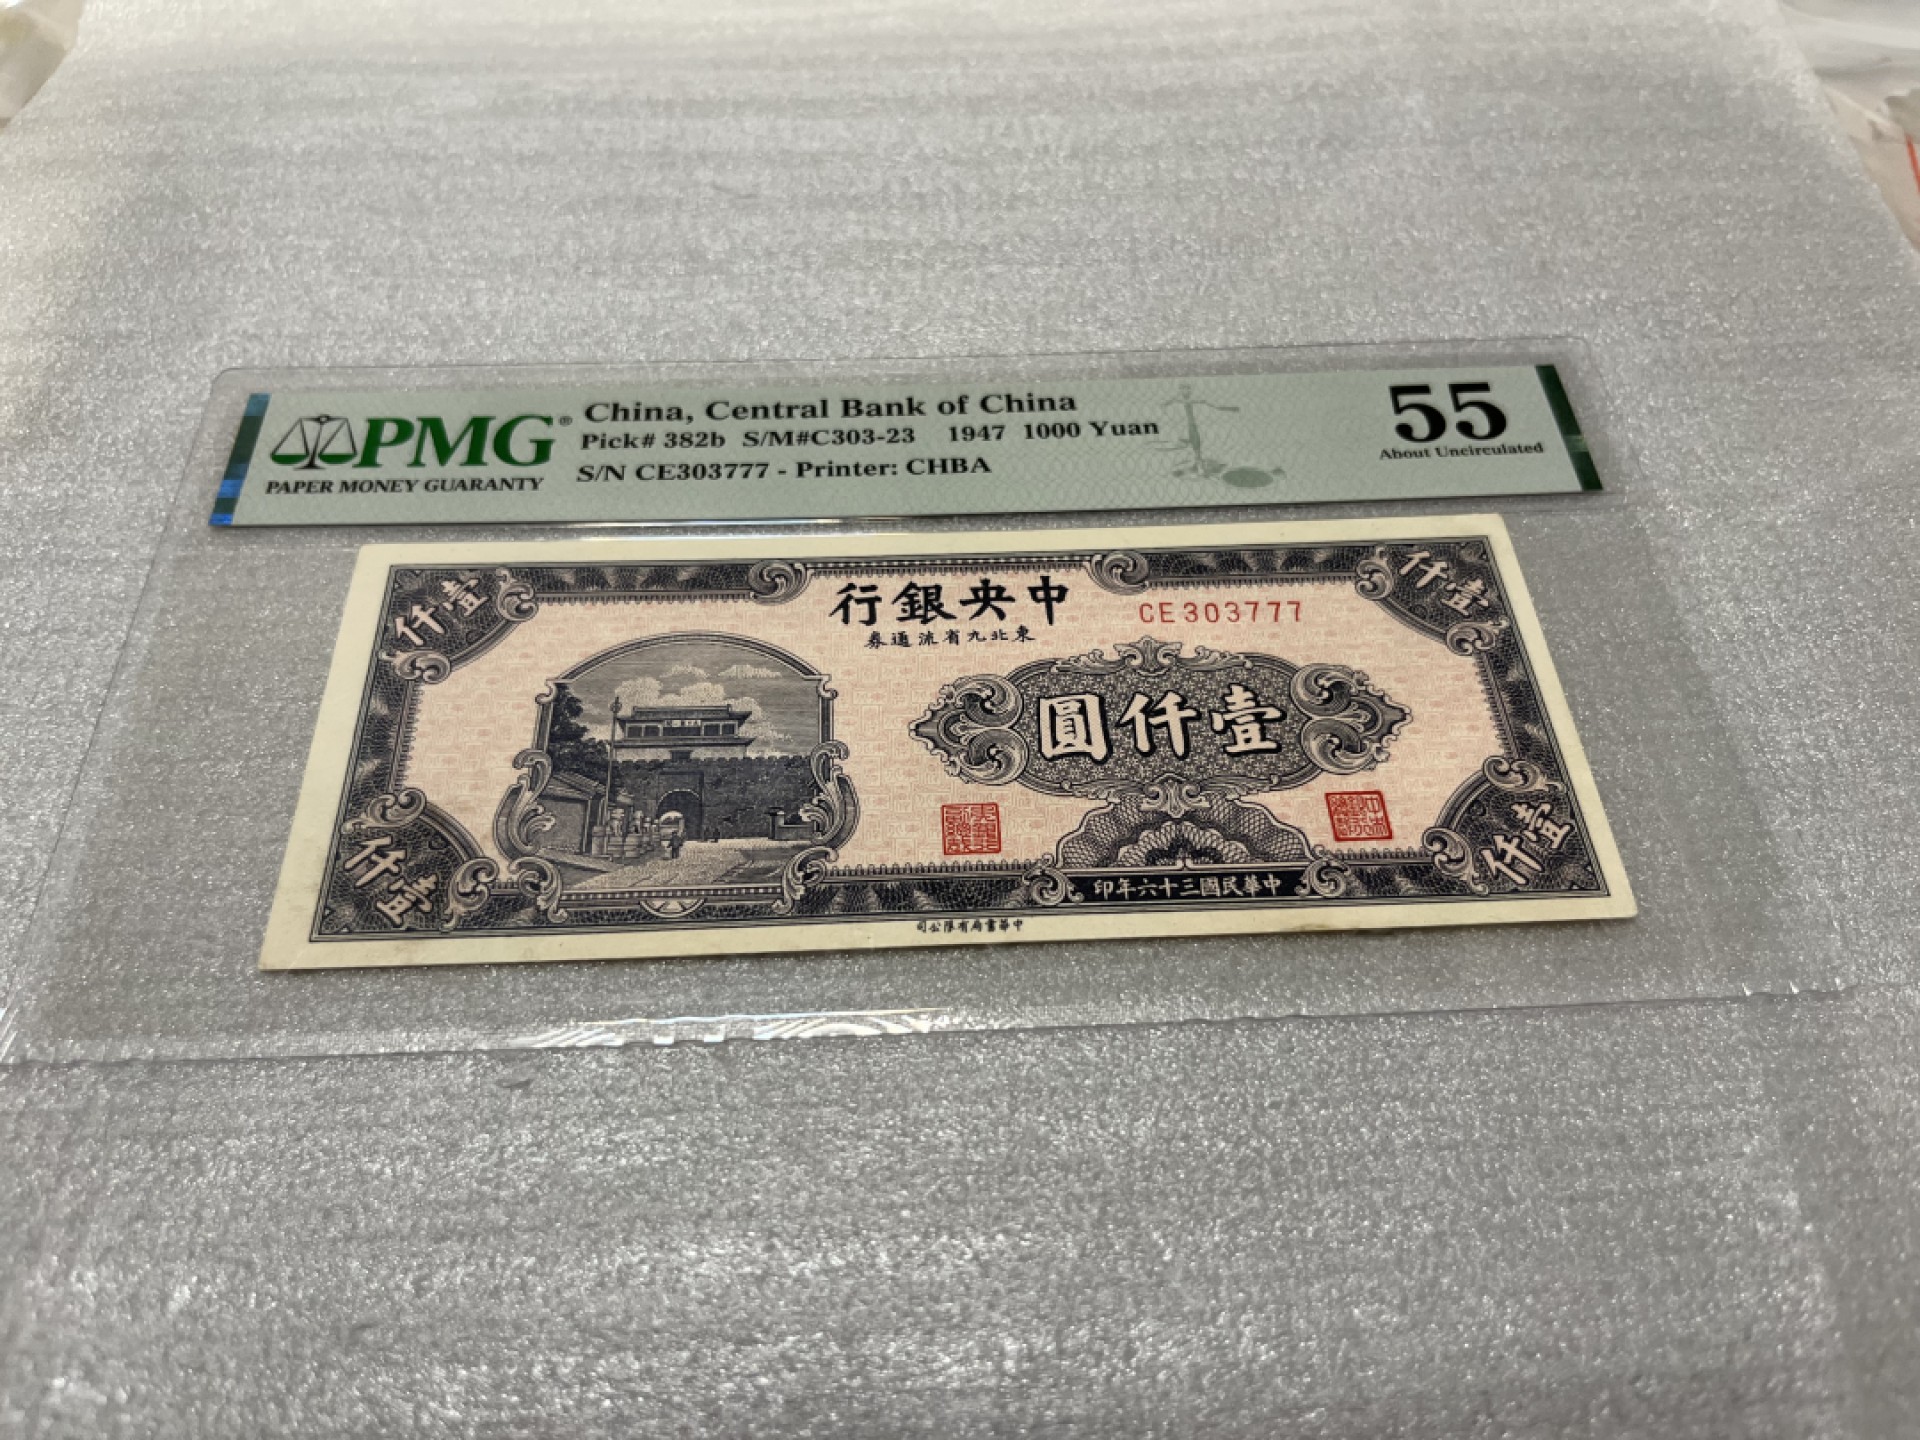 PMG®
PAPER MONEY GUARANTY
China, Central Bank of China
Pick# 382b S/M#C303-23 1947 1000 Yuan
S/N CE303777 - Printer: CHBA
55
About Uncirculated
仟壹
行銀央中
CE303777
仟壹
券通流省九北東
圓仟壹
仟壹
印年六十三國民華中
仟壹
司公限有局書華中